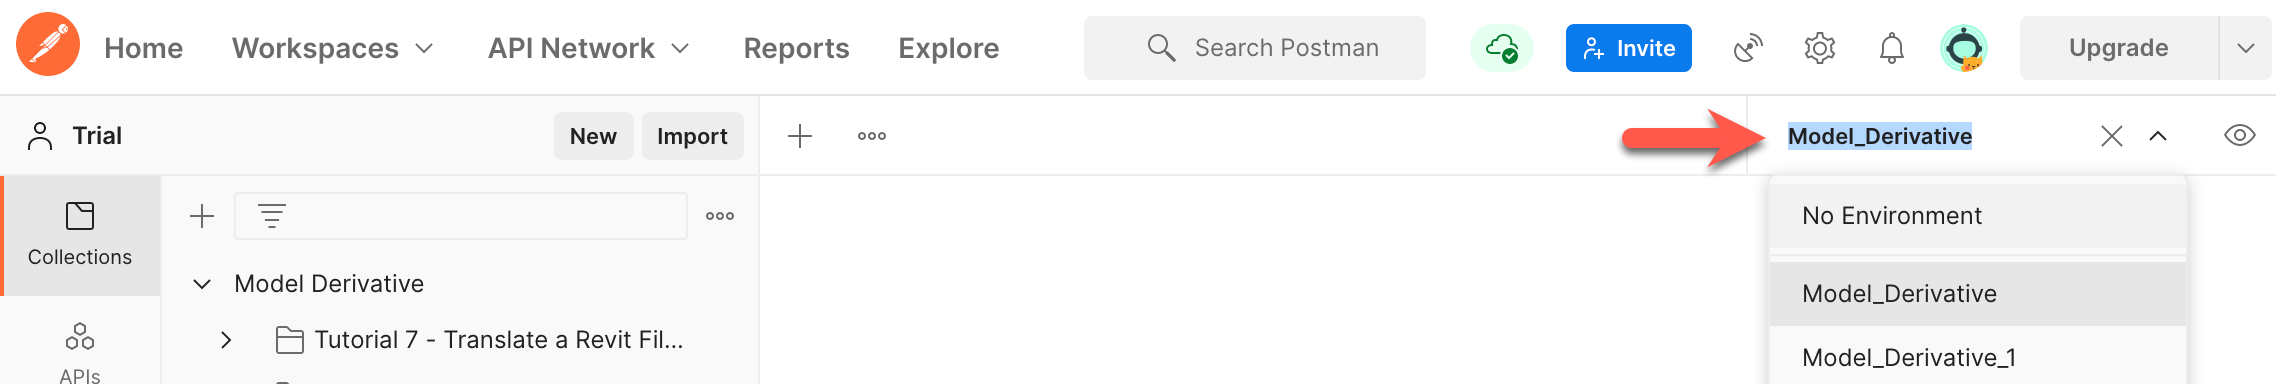 Home Workspaces API Network Reports Explore Search Postman Invite Upgrade
Trial New Import Model_Derivative
No Environment
Collections
Model Derivative Model_Derivative
Tutorial 7 - Translate a Revit Fil...
Model_Derivative_1
APIs